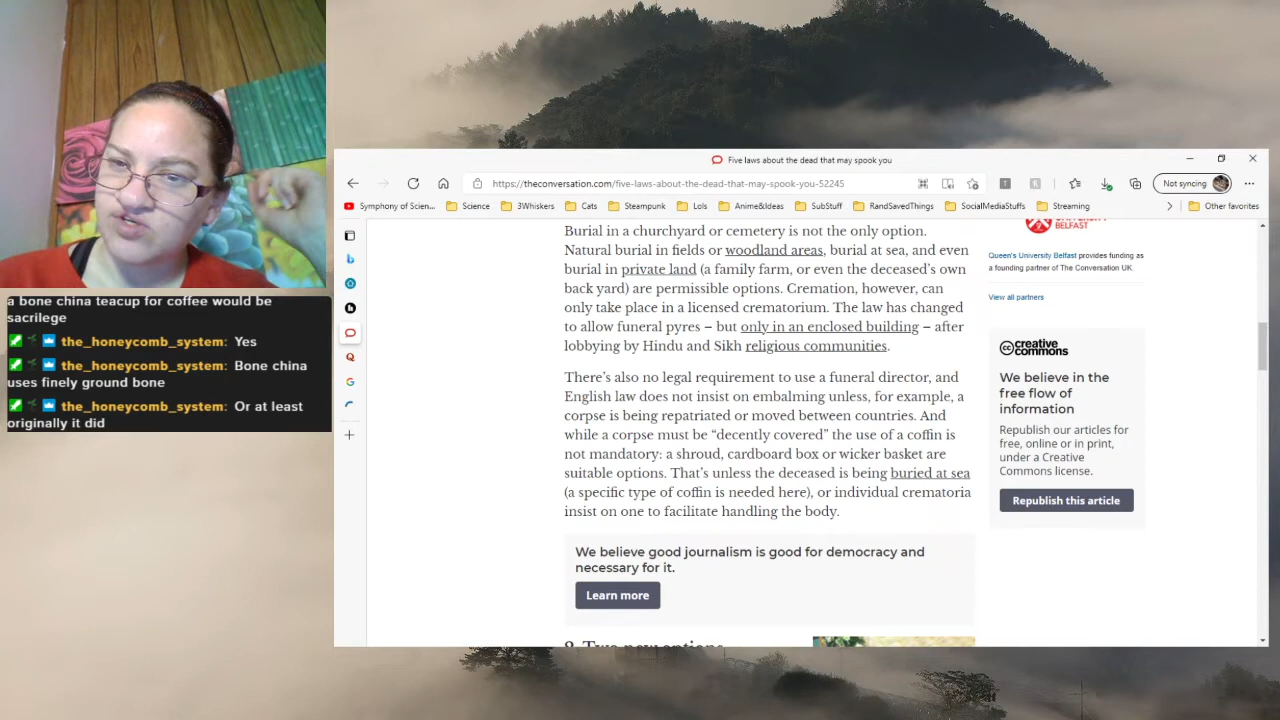 a bone china teacup for coffee would be
sacrilege
the_honeycomb_system: Yes
the_honeycomb_system: Bone china
uses finely ground bone
the_honeycomb_system: Or at least
originally it did
Five laws about the dead that may spook you
https://theconversation.com/five-laws-about-the-dead-that-may-spook-you-52245
Not syncing
Symphony of Scien...
Science
3Whiskers
Cats
Steampunk
Lols
Anime&Ideas
SubStuff
RandSavedThings
SocialMediaStuffs
Streaming
Other favorites
Burial in a churchyard or cemetery is not the only option.
Natural burial in fields or woodland areas, burial at sea, and even
burial in private land (a family farm, or even the deceased's own
back yard) are permissible options. Cremation, however, can
only take place in a licensed crematorium. The law has changed
to allow funeral pyres – but only in an enclosed building – after
lobbying by Hindu and Sikh religious communities.
There's also no legal requirement to use a funeral director, and
English law does not insist on embalming unless, for example, a
corpse is being repatriated or moved between countries. And
while a corpse must be “decently covered” the use of a coffin is
not mandatory: a shroud, cardboard box or wicker basket are
suitable options. That's unless the deceased is being buried at sea
(a specific type of coffin is needed here), or individual crematoria
insist on one to facilitate handling the body.
We believe good journalism is good for democracy and
necessary for it.
Learn more
BELFAST
Queen's University Belfast provides funding as
a founding partner of The Conversation UK.
View all partners
creative
commons
We believe in the
free flow of
information
Republish our articles for
free, online or in print,
under a Creative
Commons license.
Republish this article